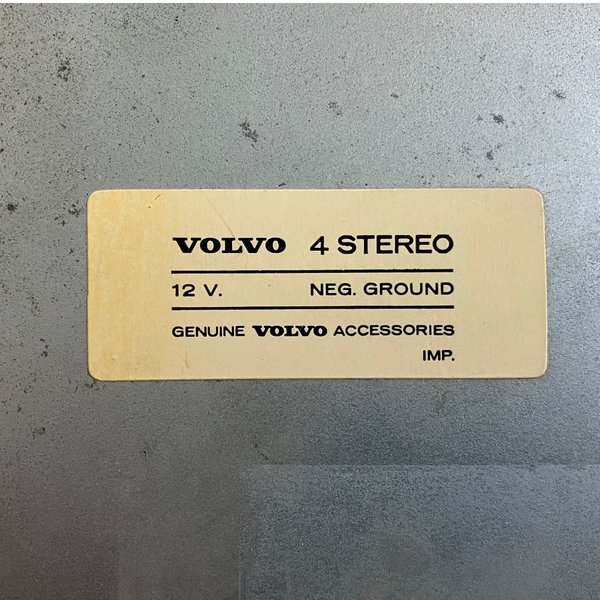 VOLVO 4 STEREO
12 V. NEG. GROUND
GENUINE VOLVO ACCESSORIES
IMP.